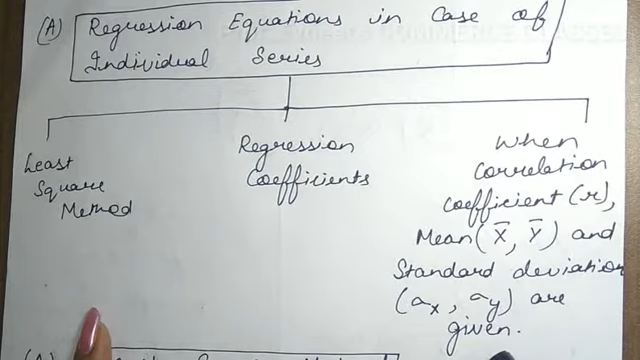 (A) Regression Equations in Case of
Individual Series
Least
Square
Method
Regression
Coefficients
When
Correlation
Coefficient (r),
Mean (X̄, Ȳ) and
Standard deviation
(σx, σy) are
given.